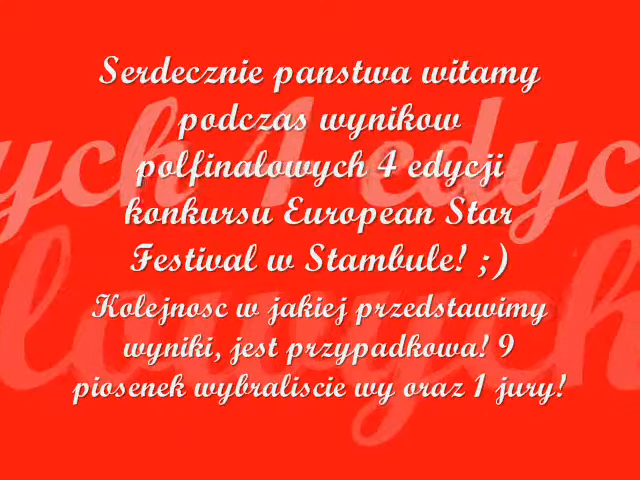 Serdecznie panstwa witamy
podczas wynikow
polfinałowych 4 edycji
konkursu European Star
Festival w Stambule! ;)
Kolejnosc w jakiej przedstawimy
wyniki, jest przypadkowa! 9
piosenek wybraliscie wy oraz 1 jury!